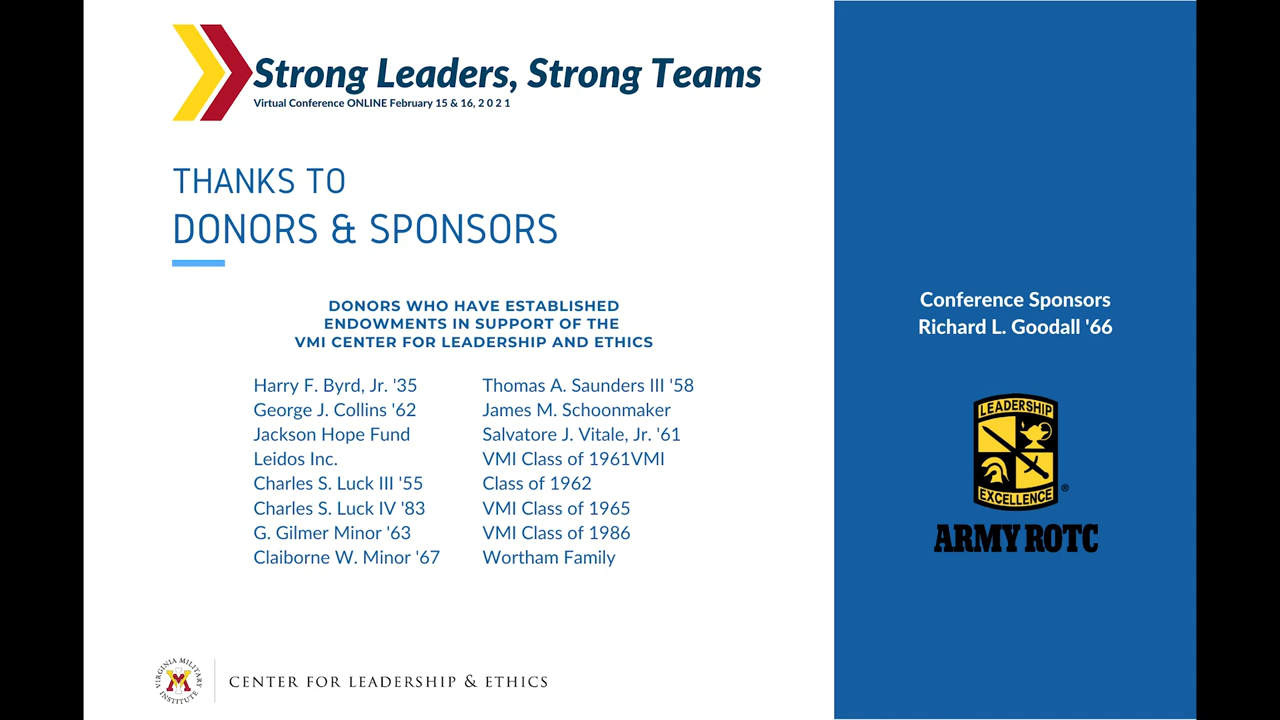 Strong Leaders, Strong Teams
Virtual Conference ONLINE February 15 & 16, 2 0 2 1
THANKS TO
DONORS & SPONSORS
DONORS WHO HAVE ESTABLISHED
ENDOWMENTS IN SUPPORT OF THE
VMI CENTER FOR LEADERSHIP AND ETHICS
Harry F. Byrd, Jr. '35
George J. Collins '62
Jackson Hope Fund
Leidos Inc.
Charles S. Luck III '55
Charles S. Luck IV '83
G. Gilmer Minor '63
Claiborne W. Minor '67
Thomas A. Saunders III '58
James M. Schoonmaker
Salvatore J. Vitale, Jr. '61
VMI Class of 1961VMI
Class of 1962
VMI Class of 1965
VMI Class of 1986
Wortham Family
Conference Sponsors
Richard L. Goodall '66
LEADERSHIP
EXCELLENCE
®
ARMY ROTC
VIRGINIA MILITARY
INSTITUTE
VMI
CENTER FOR LEADERSHIP & ETHICS